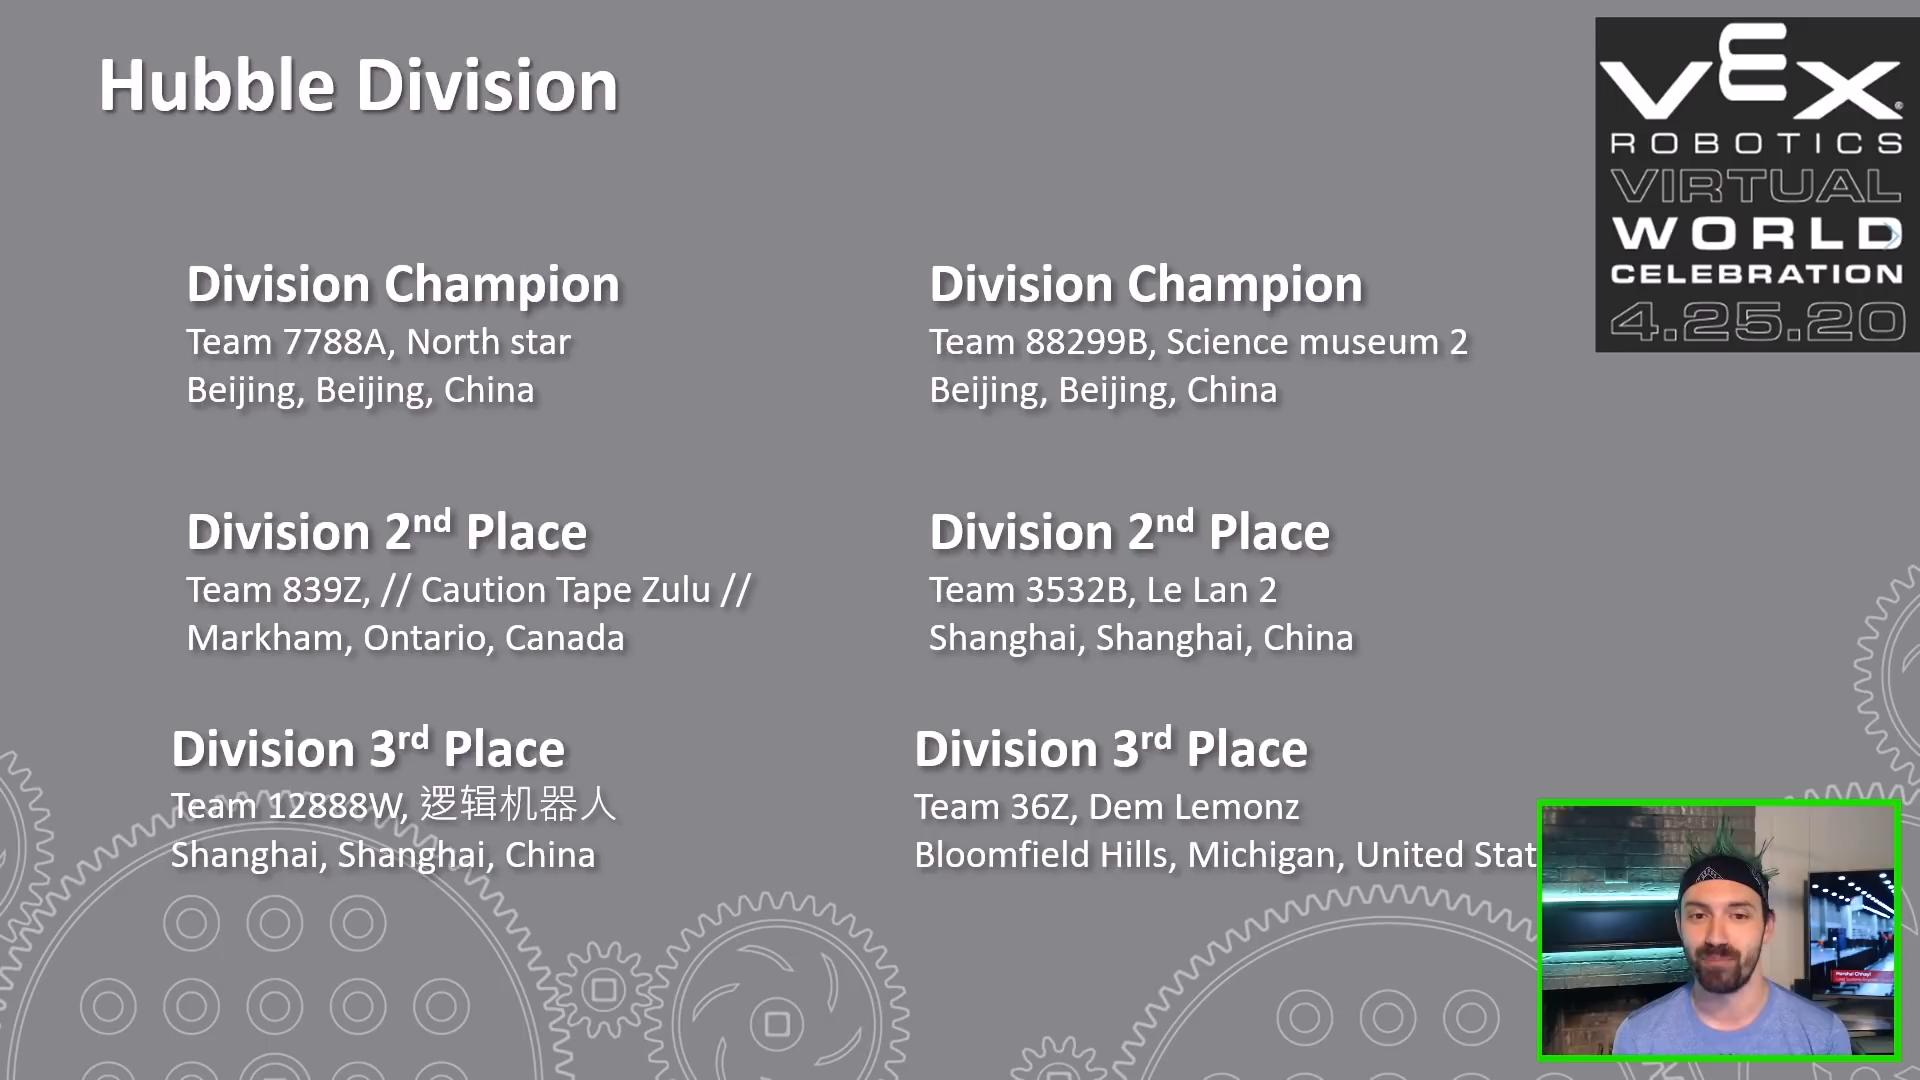 Hubble Division
VEX
ROBOTICS
VIRTUAL
WORLD
CELEBRATION
4.25.20
Division Champion
Team 7788A, North star
Beijing, Beijing, China
Division Champion
Team 88299B, Science museum 2
Beijing, Beijing, China
Division 2nd Place
Team 839Z, // Caution Tape Zulu //
Markham, Ontario, Canada
Division 2nd Place
Team 3532B, Le Lan 2
Shanghai, Shanghai, China
Division 3rd Place
Team 12888W, 逻辑机器人
Shanghai, Shanghai, China
Division 3rd Place
Team 36Z, Dem Lemonz
Bloomfield Hills, Michigan, United Stat